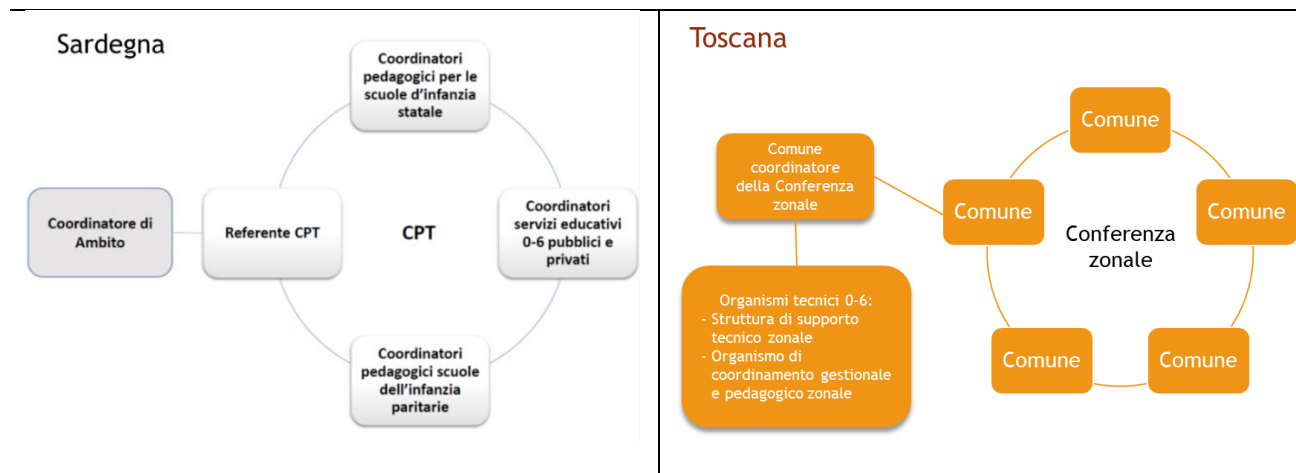 Sardegna
Coordinatori
pedagogici per le
scuole d'infanzia
statale
Coordinatore di
Ambito
Referente CPT
CPT
Coordinatori
servizi educativi
0-6 pubblici e
privati
Coordinatori
pedagogici scuole
dell'infanzia
paritarie
Toscana
Comune
Comune
coordinatore
della Conferenza
zonale
Comune
Comune
Conferenza
zonale
Organismi tecnici 0-6:
- Struttura di supporto
tecnico zonale
- Organismo di
coordinamento gestionale
e pedagogico zonale
Comune
Comune